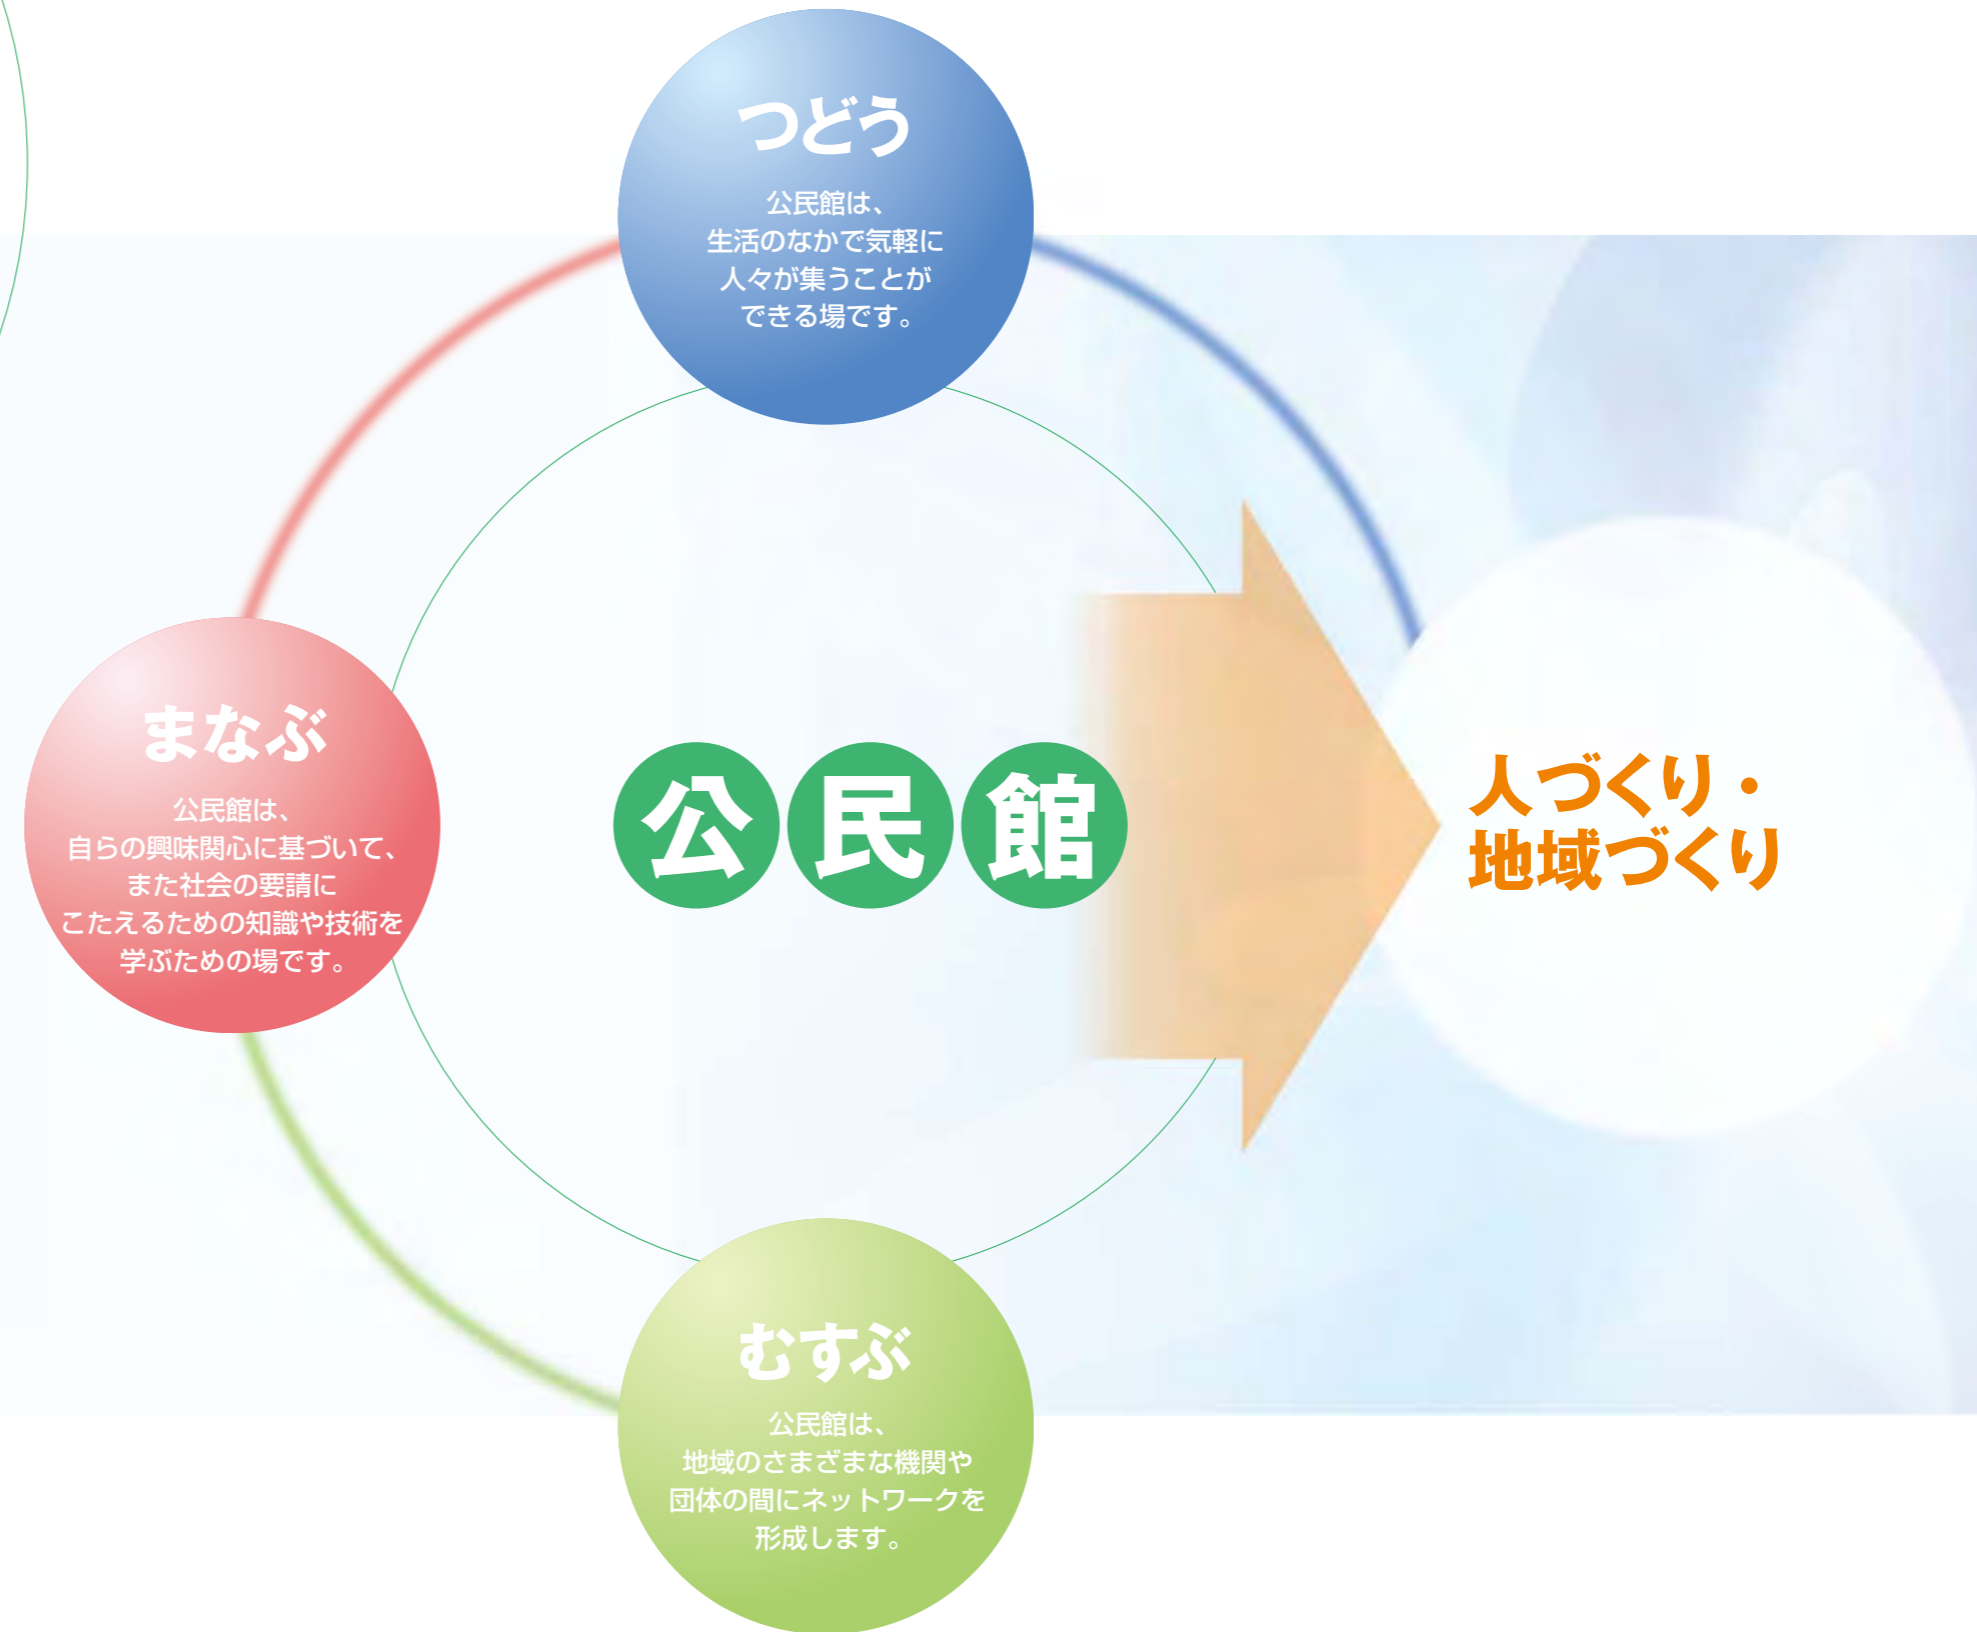 つどう
公民館は、
生活のなかで気軽に
人々が集うことが
できる場です。
まなぶ
公民館は、
自らの興味関心に基づいて、
また社会の要請に
こたえるための知識や技術を
学ぶための場です。
公民館
人づくり・
地域づくり
むすぶ
公民館は、
地域のさまざまな機関や
団体の間にネットワークを
形成します。